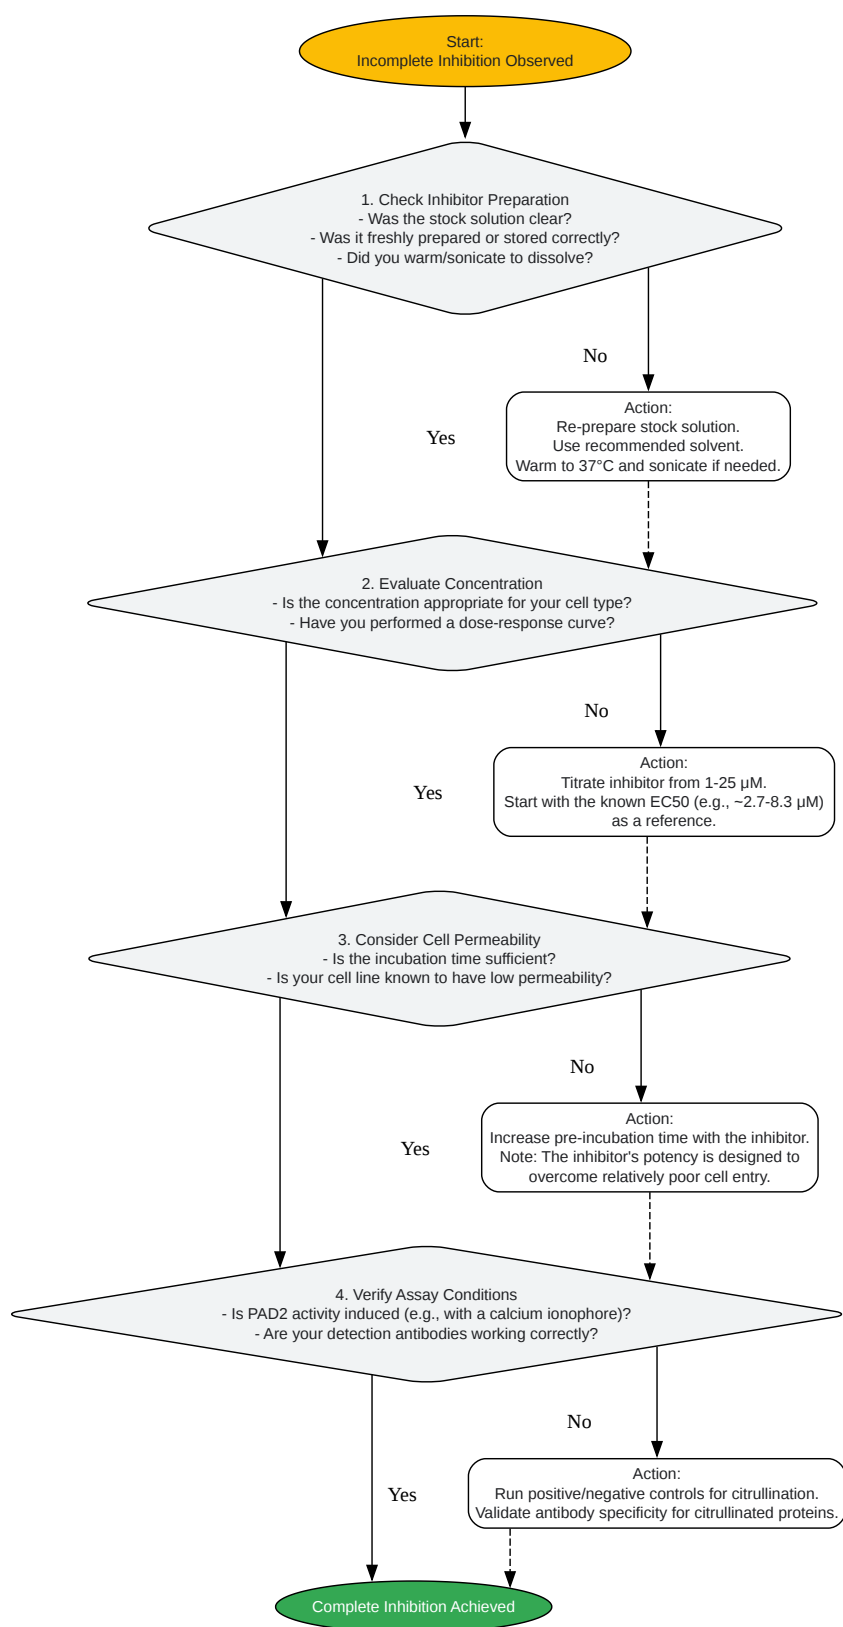 Start:
Incomplete Inhibition Observed
1. Check Inhibitor Preparation
- Was the stock solution clear?
- Was it freshly prepared or stored correctly?
- Did you warm/sonicate to dissolve?
No
Action:
Re-prepare stock solution.
Use recommended solvent.
Warm to 37°C and sonicate if needed.
Yes
2. Evaluate Concentration
- Is the concentration appropriate for your cell type?
- Have you performed a dose-response curve?
No
Action:
Titrate inhibitor from 1-25 μM.
Start with the known EC50 (e.g., ~2.7-8.3 μM)
as a reference.
Yes
3. Consider Cell Permeability
- Is the incubation time sufficient?
- Is your cell line known to have low permeability?
No
Action:
Increase pre-incubation time with the inhibitor.
Note: The inhibitor's potency is designed to
overcome relatively poor cell entry.
Yes
4. Verify Assay Conditions
- Is PAD2 activity induced (e.g., with a calcium ionophore)?
- Are your detection antibodies working correctly?
No
Action:
Run positive/negative controls for citrullination.
Validate antibody specificity for citrullinated proteins.
Yes
Complete Inhibition Achieved